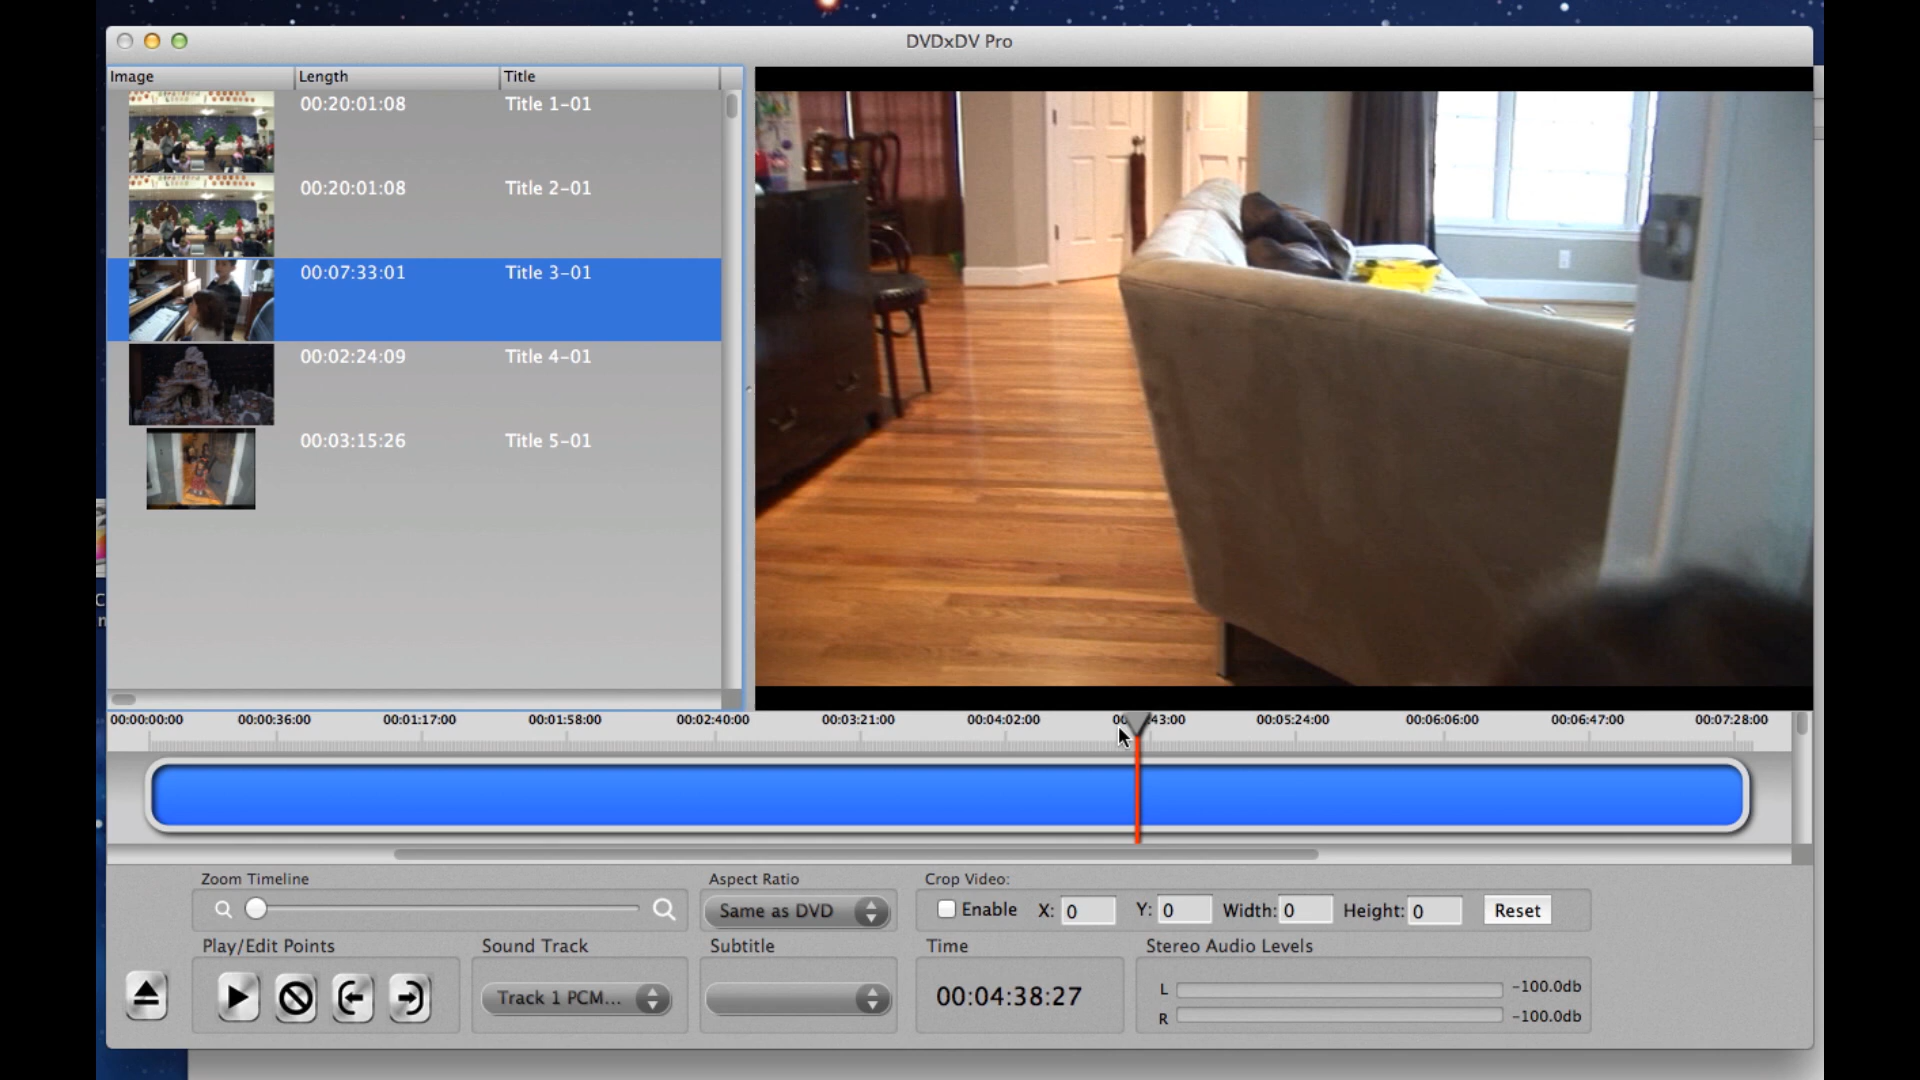 DVDxDV Pro
Image Length Title
00:20:01:08 Title 1-01
00:20:01:08 Title 2-01
00:07:33:01 Title 3-01
00:02:24:09 Title 4-01
00:03:15:26 Title 5-01
00:00:00:00 00:00:36:00 00:01:17:00 00:01:58:00 00:02:40:00 00:03:21:00 00:04:02:00 43:00 00:05:24:00 00:06:06:00 00:06:47:00 00:07:28:00
Zoom Timeline Aspect Ratio Crop Video:
Same as DVD Enable X: 0 Y: 0 Width: 0 Height: 0 Reset
Play/Edit Points Sound Track Subtitle Time Stereo Audio Levels
Track 1 PCM... 00:04:38:27
L -100.0db
R -100.0db